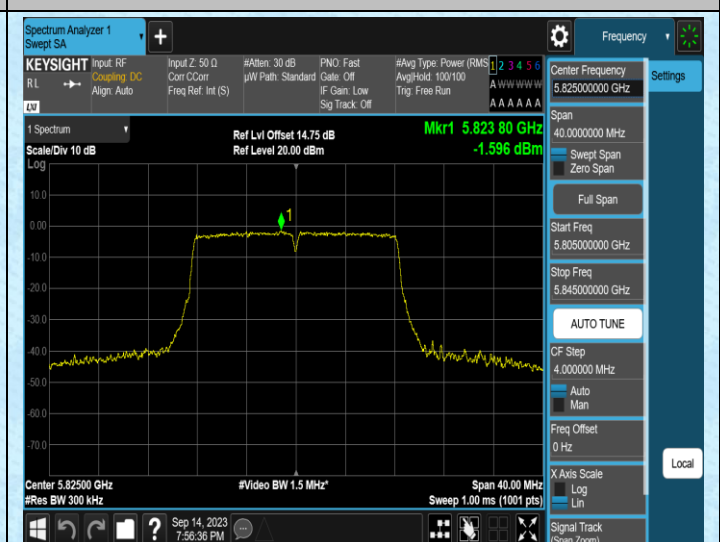 Spectrum Analyzer 1
Swept SA
+
Frequency
KEYSIGHT
RL
LXI
Input: RF
Coupling: DC
Align: Auto
Input Z: 50 Ω
Corr CCorr
Freq Ref: Int (S)
#Atten: 30 dB
µW Path: Standard
PNO: Fast
Gate: Off
IF Gain: Low
Sig Track: Off
#Avg Type: Power (RMS
Avg|Hold: 100/100
Trig: Free Run
1 2 3 4 5 6
A W W W W W
A A A A A A
1 Spectrum
Scale/Div 10 dB
Log
Ref Lvl Offset 14.75 dB
Ref Level 20.00 dBm
Mkr1 5.823 80 GHz
-1.596 dBm
1
10.0
0.00
-10.0
-20.0
-30.0
-40.0
-50.0
-60.0
-70.0
Center 5.82500 GHz
#Res BW 300 kHz
#Video BW 1.5 MHz*
Span 40.00 MHz
Sweep 1.00 ms (1001 pts)
Sep 14, 2023
7:56:36 PM
?
Center Frequency
5.825000000 GHz
Span
40.0000000 MHz
Swept Span
Zero Span
Full Span
Start Freq
5.805000000 GHz
Stop Freq
5.845000000 GHz
AUTO TUNE
CF Step
4.000000 MHz
Auto
Man
Freq Offset
0 Hz
X Axis Scale
Log
Lin
Signal Track
(Span Zoom)
Settings
Local